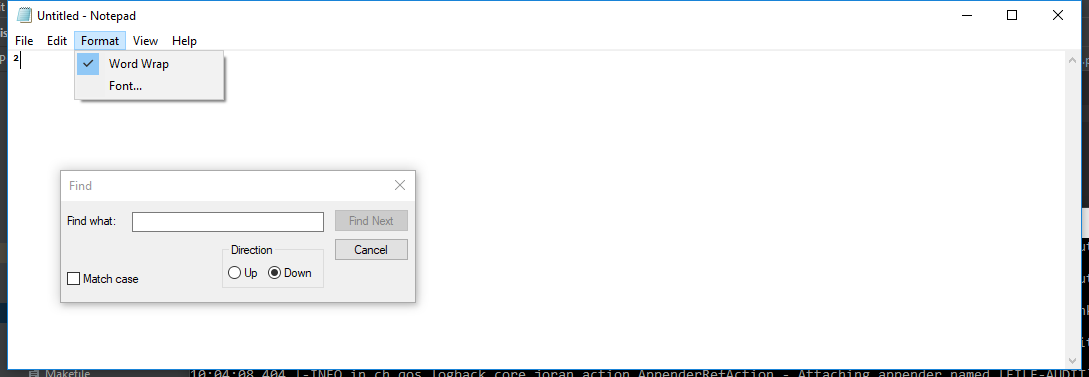 Untitled - Notepad
File Edit Format View Help
²
Word Wrap
Font...
Find
Find what:
Find Next
Cancel
Direction
Up Down
Match case
Makefile
10:04:08,404 |-INFO in ch.qos.logback.core.joran.action.AppenderRefAction - Attaching appender named [FILE-AUDIT